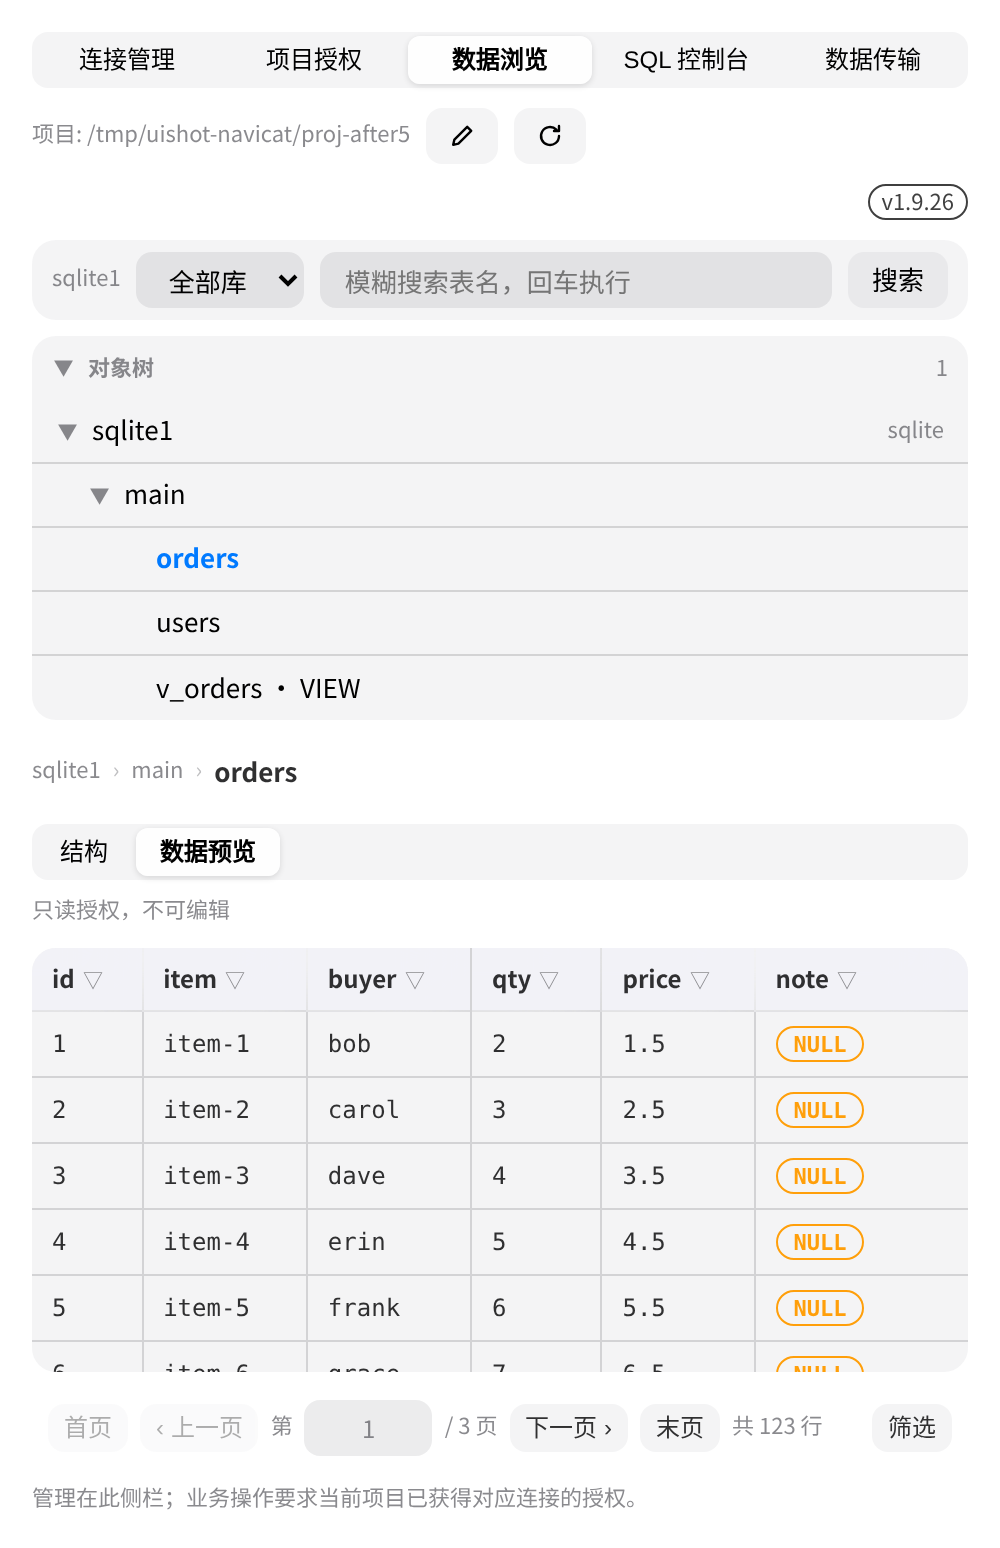 连接管理 项目授权 数据浏览 SQL 控制台 数据传输
项目: /tmp/uishot-navicat/proj-after5
v1.9.26
sqlite1 全部库 模糊搜索表名，回车执行 搜索
▼ 对象树 1
▼ sqlite1 sqlite
▼ main
orders
users
v_orders · VIEW
sqlite1 › main › orders
结构 数据预览
只读授权，不可编辑
id ▽ item ▽ buyer ▽ qty ▽ price ▽ note ▽
1 item-1 bob 2 1.5 NULL
2 item-2 carol 3 2.5 NULL
3 item-3 dave 4 3.5 NULL
4 item-4 erin 5 4.5 NULL
5 item-5 frank 6 5.5 NULL
6 item-6 grace 7 6.5 NULL
首页 ‹ 上一页 第 1 / 3 页 下一页 › 末页 共 123 行 筛选
管理在此侧栏；业务操作要求当前项目已获得对应连接的授权。